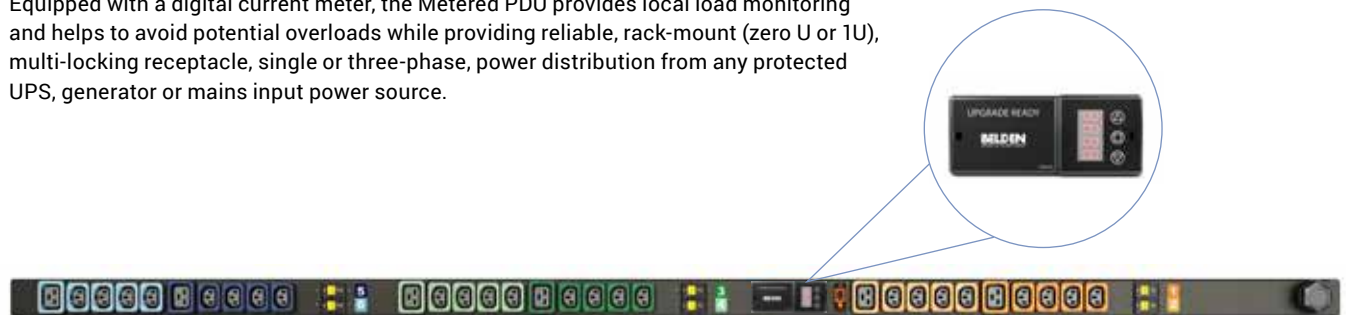 Equipped with a digital current meter, the Metered PDU provides local load monitoring
and helps to avoid potential overloads while providing reliable, rack-mount (zero U or 1U),
multi-locking receptacle, single or three-phase, power distribution from any protected
UPS, generator or mains input power source.
UPGRADE READY
BELDEN
5
3